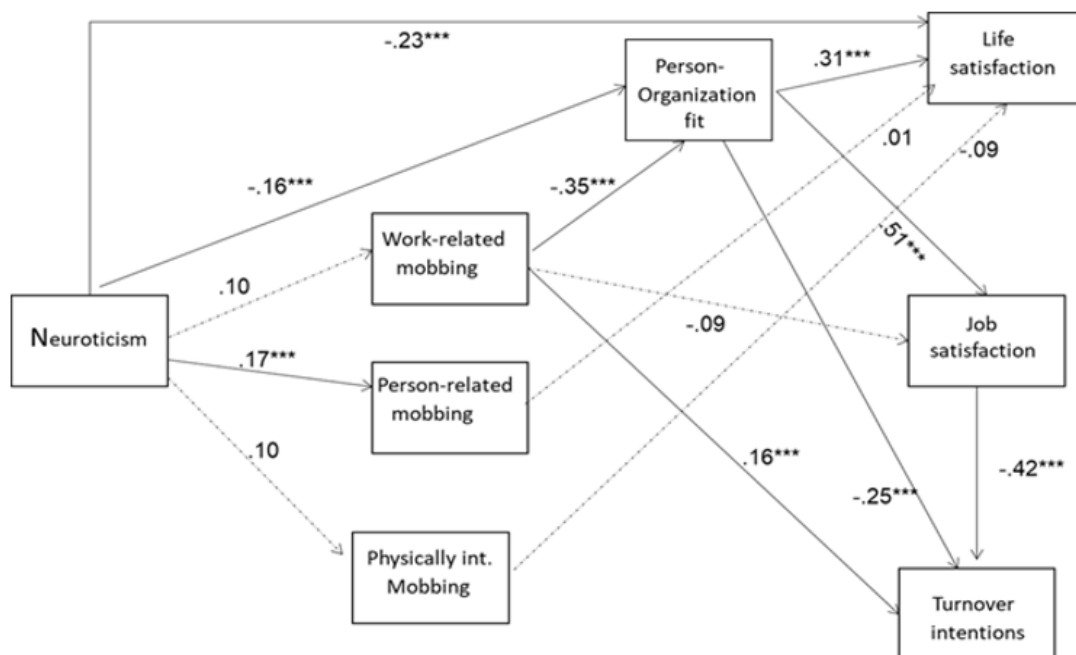 -.23***
Life
satisfaction
Person-
Organization
fit
.31***
.01
-.09
-.16***
-.35***
-.51***
Work-related
mobbing
.10
-.09
Neuroticism
Job
satisfaction
.17***
Person-related
mobbing
.10
.16***
-.25***
-.42***
Physically int.
Mobbing
Turnover
intentions